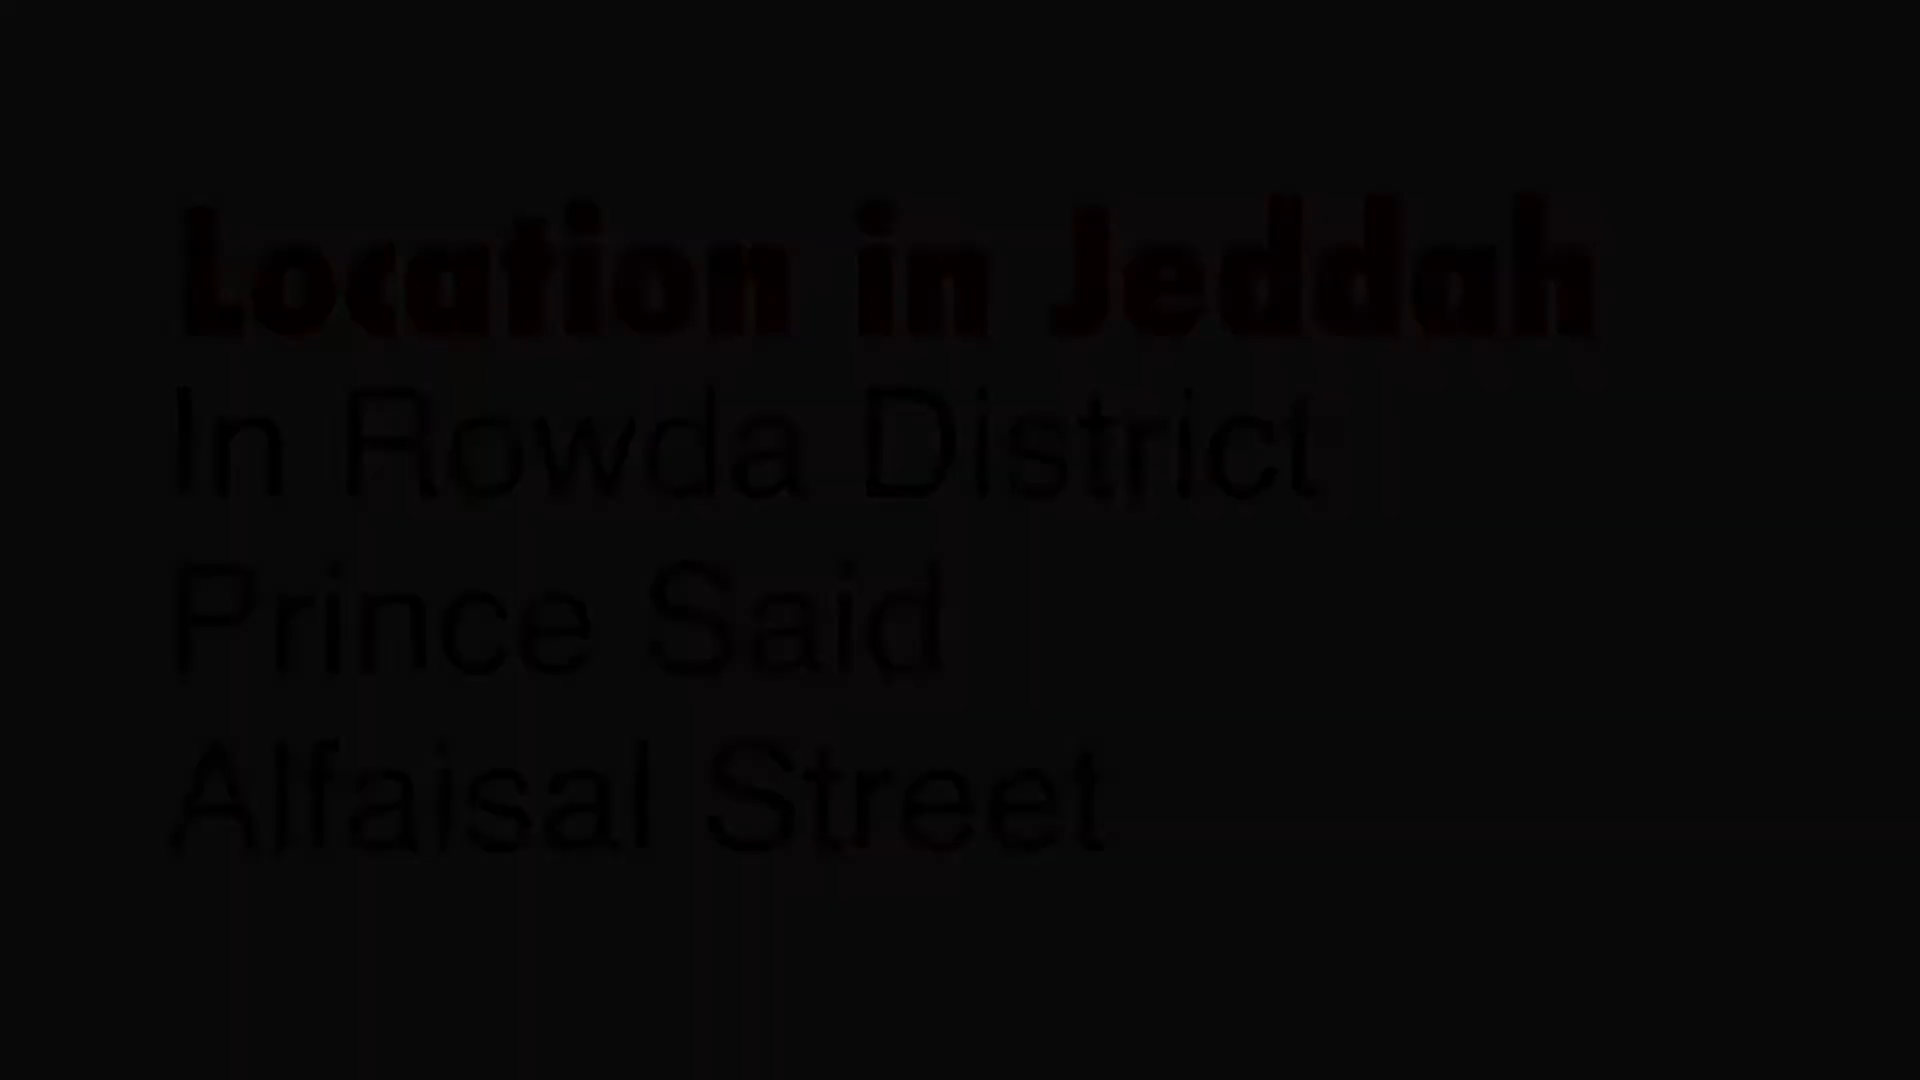 Location in Jeddah
In Rowda District
Prince Said
Alfaisal Street